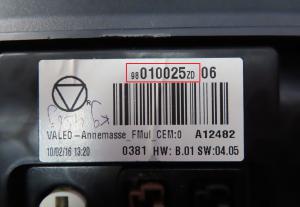 98010025ZD 06
VALEO-Annemasse_FMul_CEM:0 A12482
10/02/16 13:20 0381 HW: B.01 SW:04.05